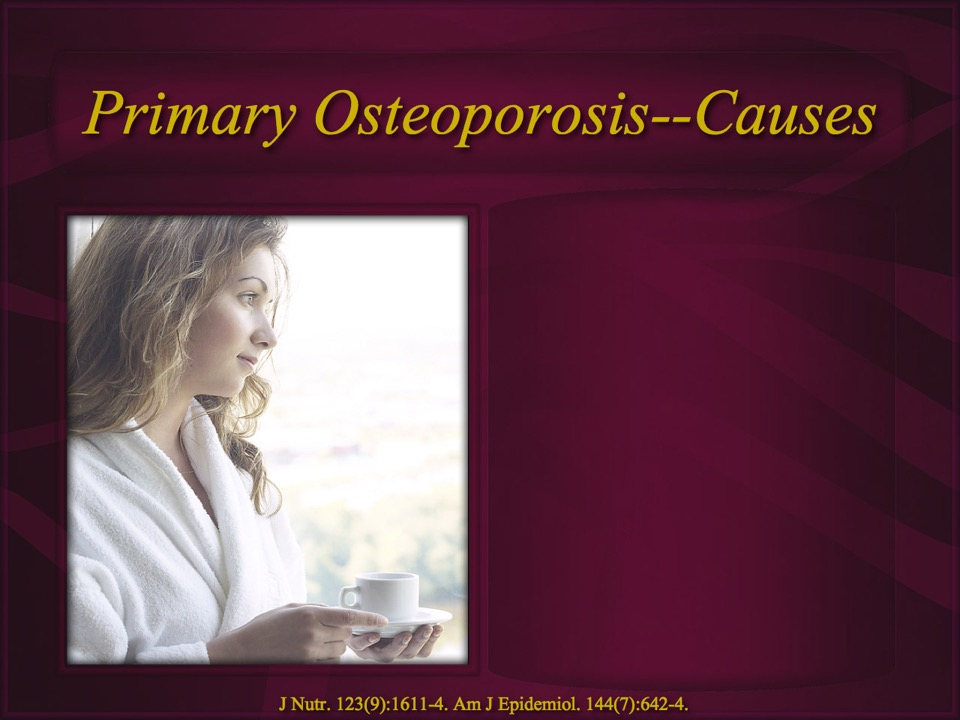 Primary Osteoporosis--Causes
J Nutr. 123(9):1611-4. Am J Epidemiol. 144(7):642-4.